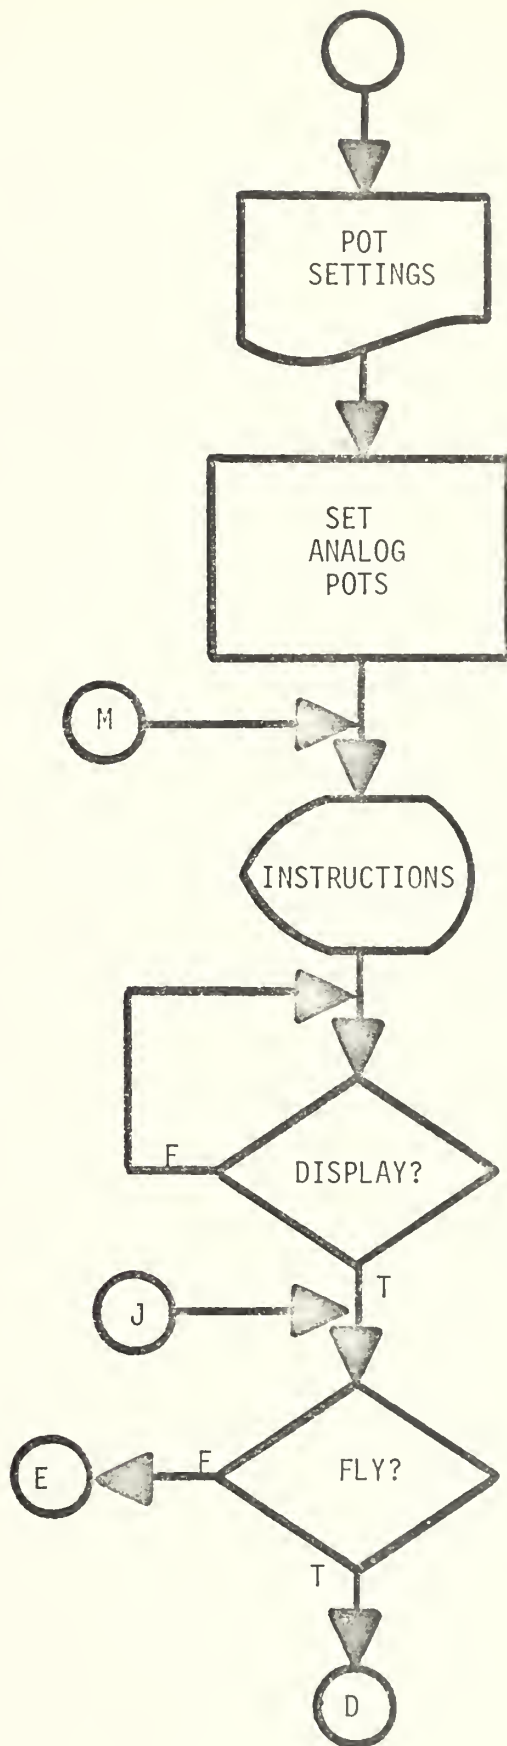 POT
SETTINGS
SET
ANALOG
POTS
M
INSTRUCTIONS
F
DISPLAY?
T
J
E
F
FLY?
T
D